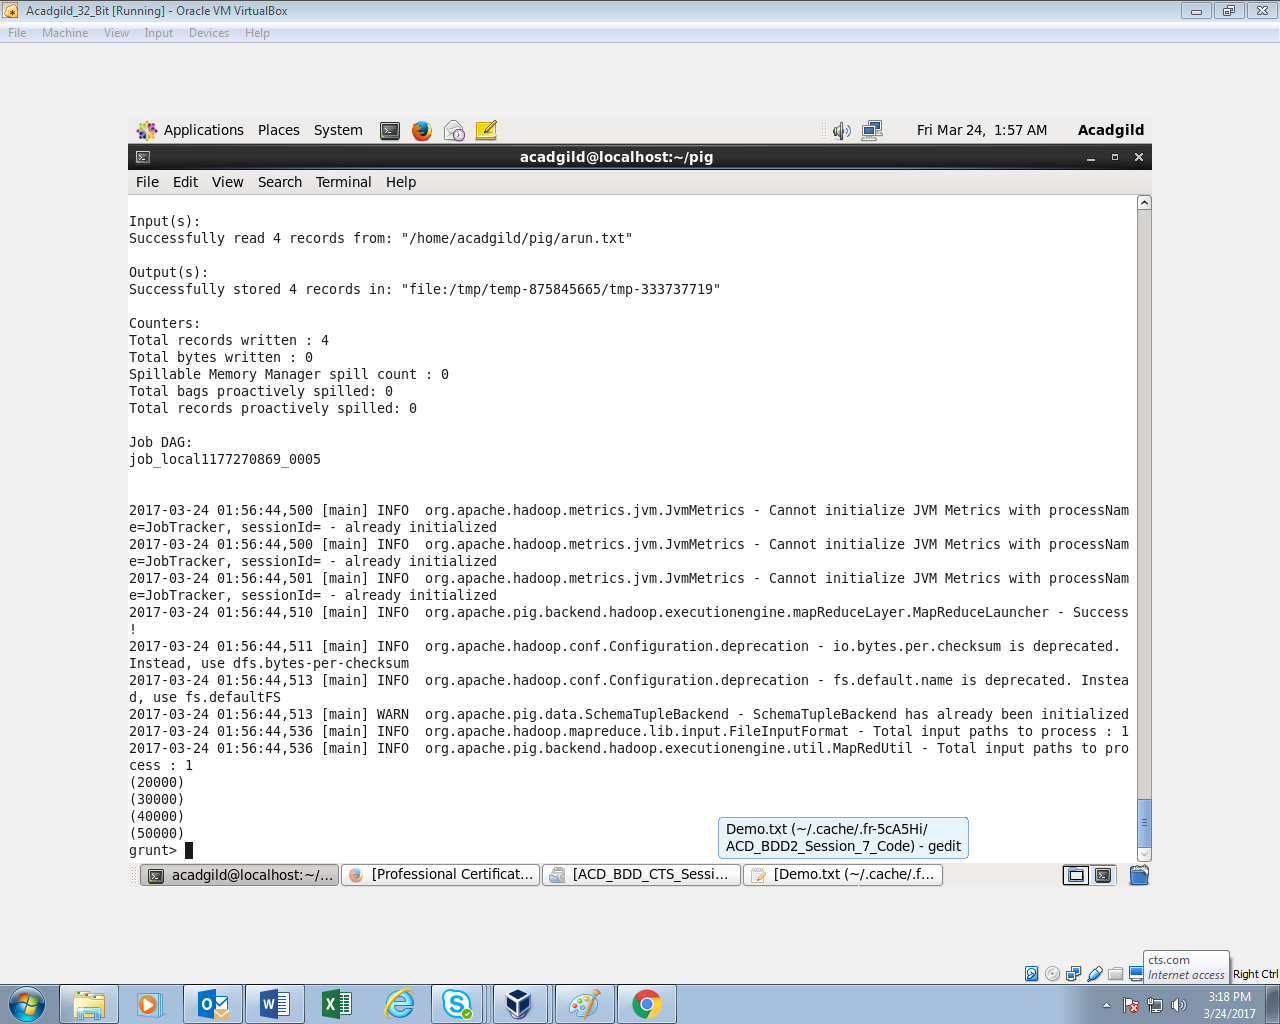 Acadgild_32_Bit [Running] - Oracle VM VirtualBox
File Machine View Input Devices Help
Applications Places System Fri Mar 24, 1:57 AM Acadgild
acadgild@localhost:~/pig
File Edit View Search Terminal Help
Input(s):
Successfully read 4 records from: "/home/acadgild/pig/arun.txt"
Output(s):
Successfully stored 4 records in: "file:/tmp/temp-875845665/tmp-333737719"
Counters:
Total records written : 4
Total bytes written : 0
Spillable Memory Manager spill count : 0
Total bags proactively spilled: 0
Total records proactively spilled: 0
Job DAG:
job_local1177270869_0005
2017-03-24 01:56:44,500 [main] INFO  org.apache.hadoop.metrics.jvm.JvmMetrics - Cannot initialize JVM Metrics with processNam
e=JobTracker, sessionId= - already initialized
2017-03-24 01:56:44,500 [main] INFO  org.apache.hadoop.metrics.jvm.JvmMetrics - Cannot initialize JVM Metrics with processNam
e=JobTracker, sessionId= - already initialized
2017-03-24 01:56:44,501 [main] INFO  org.apache.hadoop.metrics.jvm.JvmMetrics - Cannot initialize JVM Metrics with processNam
e=JobTracker, sessionId= - already initialized
2017-03-24 01:56:44,510 [main] INFO  org.apache.pig.backend.hadoop.executionengine.mapReduceLayer.MapReduceLauncher - Success
!
2017-03-24 01:56:44,511 [main] INFO  org.apache.hadoop.conf.Configuration.deprecation - io.bytes.per.checksum is deprecated.
Instead, use dfs.bytes-per-checksum
2017-03-24 01:56:44,513 [main] INFO  org.apache.hadoop.conf.Configuration.deprecation - fs.default.name is deprecated. Instea
d, use fs.defaultFS
2017-03-24 01:56:44,513 [main] WARN  org.apache.pig.data.SchemaTupleBackend - SchemaTupleBackend has already been initialized
2017-03-24 01:56:44,536 [main] INFO  org.apache.hadoop.mapreduce.lib.input.FileInputFormat - Total input paths to process : 1
2017-03-24 01:56:44,536 [main] INFO  org.apache.pig.backend.hadoop.executionengine.util.MapRedUtil - Total input paths to pro
cess : 1
(20000)
(30000)
(40000)
(50000)
grunt>
Demo.txt (~/.cache/.fr-5cA5Hi/
ACD_BDD2_Session_7_Code) - gedit
acadgild@localhost:~/... [Professional Certificat... [ACD_BDD_CTS_Sessi... [Demo.txt (~/.cache/.f...
cts.com
Internet access
Right Ctrl
3:18 PM
3/24/2017